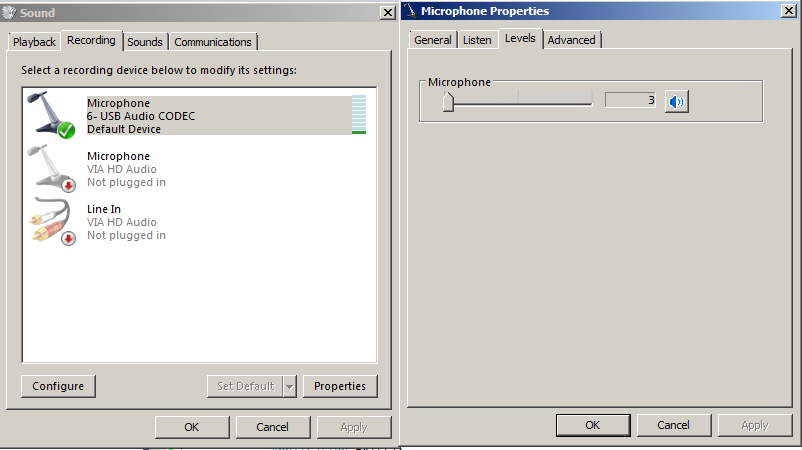 Sound
Playback
Recording
Sounds
Communications
Select a recording device below to modify its settings:
Microphone
6- USB Audio CODEC
Default Device
Microphone
VIA HD Audio
Not plugged in
Line In
VIA HD Audio
Not plugged in
Configure
Set Default
Properties
OK
Cancel
Apply
Microphone Properties
General
Listen
Levels
Advanced
Microphone
3
OK
Cancel
Apply